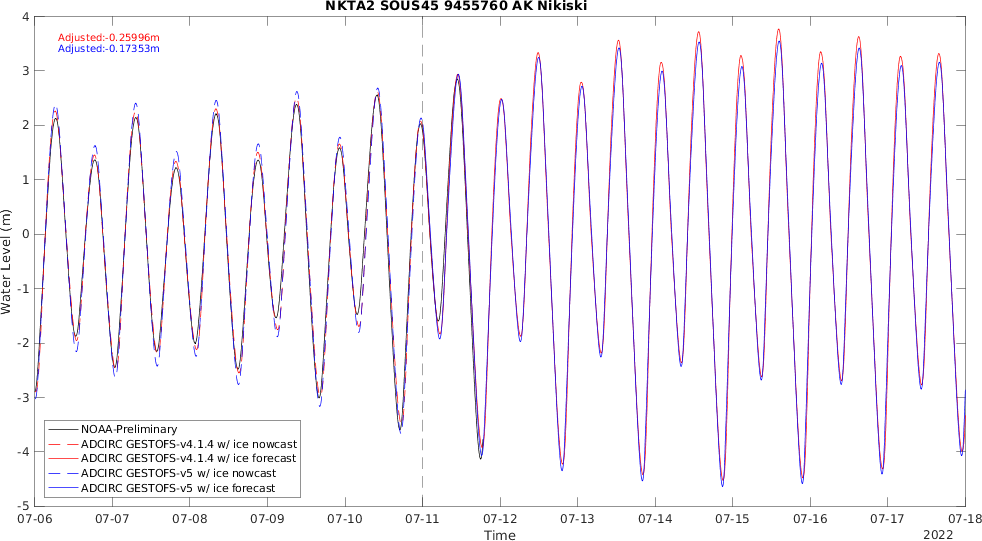 NKTA2 SOUS45 9455760 AK Nikiski
Adjusted:-0.25996m
Adjusted:-0.17353m
Water Level (m)
4
3
2
1
0
-1
-2
-3
-4
-5
NOAA-Preliminary
ADCIRC GESTOFS-v4.1.4 w/ ice nowcast
ADCIRC GESTOFS-v4.1.4 w/ ice forecast
ADCIRC GESTOFS-v5 w/ ice nowcast
ADCIRC GESTOFS-v5 w/ ice forecast
07-06 07-07 07-08 07-09 07-10 07-11 07-12 07-13 07-14 07-15 07-16 07-17 07-18
Time
2022